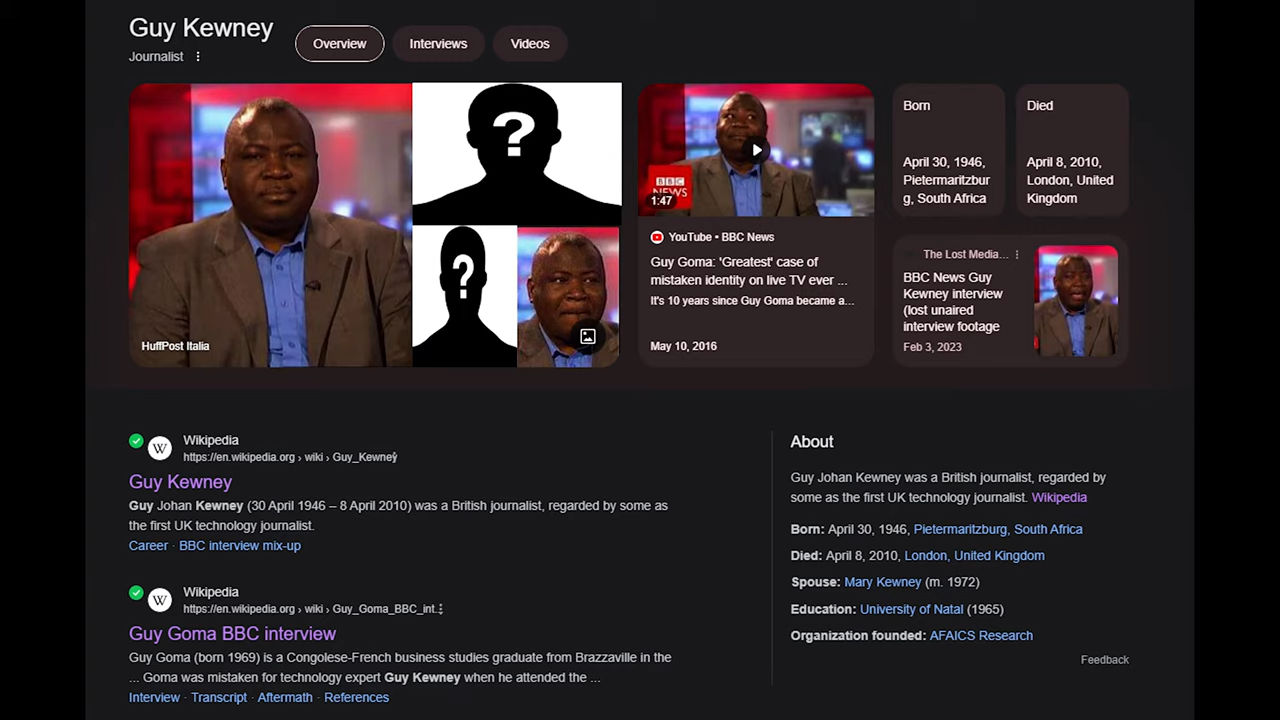 Guy Kewney
Journalist
Overview
Interviews
Videos
HuffPost Italia
?
?
BBC
NEWS
1:47
YouTube • BBC News
Guy Goma: 'Greatest' case of
mistaken identity on live TV ever ...
It's 10 years since Guy Goma became a...
May 10, 2016
Born
April 30, 1946,
Pietermaritzbur
g, South Africa
Died
April 8, 2010,
London, United
Kingdom
The Lost Media...
BBC News Guy
Kewney interview
(lost unaired
interview footage
Feb 3, 2023
W
Wikipedia
https://en.wikipedia.org › wiki › Guy_Kewney
Guy Kewney
Guy Johan Kewney (30 April 1946 – 8 April 2010) was a British journalist, regarded by some as
the first UK technology journalist.
Career · BBC interview mix-up
W
Wikipedia
https://en.wikipedia.org › wiki › Guy_Goma_BBC_int...
Guy Goma BBC interview
Guy Goma (born 1969) is a Congolese-French business studies graduate from Brazzaville in the
... Goma was mistaken for technology expert Guy Kewney when he attended the ...
Interview · Transcript · Aftermath · References
About
Guy Johan Kewney was a British journalist, regarded by
some as the first UK technology journalist. Wikipedia
Born: April 30, 1946, Pietermaritzburg, South Africa
Died: April 8, 2010, London, United Kingdom
Spouse: Mary Kewney (m. 1972)
Education: University of Natal (1965)
Organization founded: AFAICS Research
Feedback